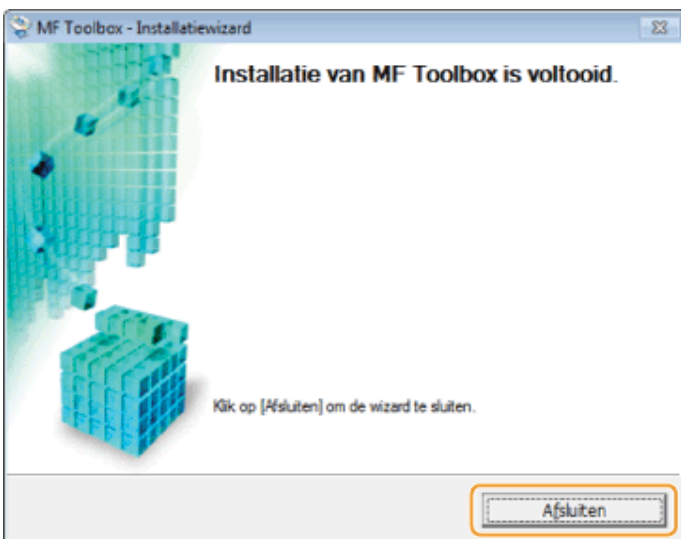 MF Toolbox - Installatiewizard
Installatie van MF Toolbox is voltooid.
Klik op [Afsluiten] om de wizard te sluiten.
Afsluiten